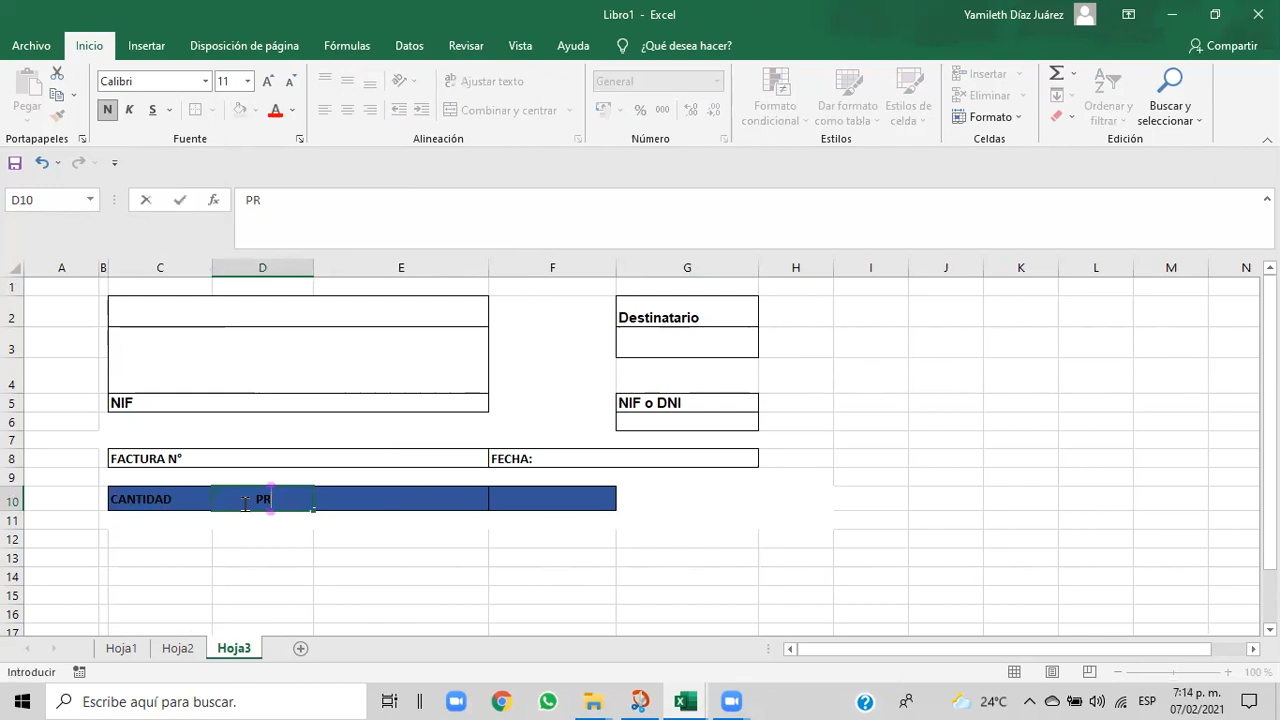 Libro1 - Excel
Yamileth Díaz Juárez
Archivo Inicio Insertar Disposición de página Fórmulas Datos Revisar Vista Ayuda ¿Qué desea hacer? Compartir
Pegar
Calibri 11
N K S
Ajustar texto
Combinar y centrar
General
% 000
Formato condicional
Dar formato como tabla
Estilos de celda
Insertar
Eliminar
Formato
Ordenar y filtrar
Buscar y seleccionar
Portapapeles Fuente Alineación Número Estilos Celdas Edición
D10 fx PR
A B C D E F G H I J K L M N
1
2 Destinatario
3
4
5 NIF NIF o DNI
6
7
8 FACTURA N° FECHA:
9
10 CANTIDAD PR
11
12
13
14
15
16
17
Hoja1 Hoja2 Hoja3
Introducir 100 %
Escribe aquí para buscar. 24°C ESP 7:14 p. m.
07/02/2021